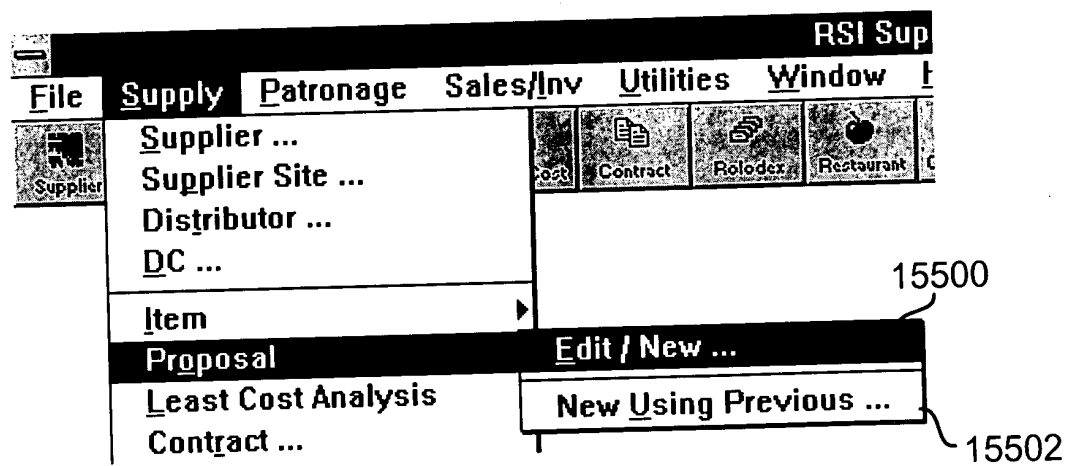 RSI Sup
File Supply Patronage Sales/Inv Utilities Window H
Supplier Cost Contract Rolodex Restaurant
Supplier ...
Supplier Site ...
Distributor ...
DC ...
15500
Item
Proposal Edit / New ...
Least Cost Analysis New Using Previous ...
Contract ...
15502